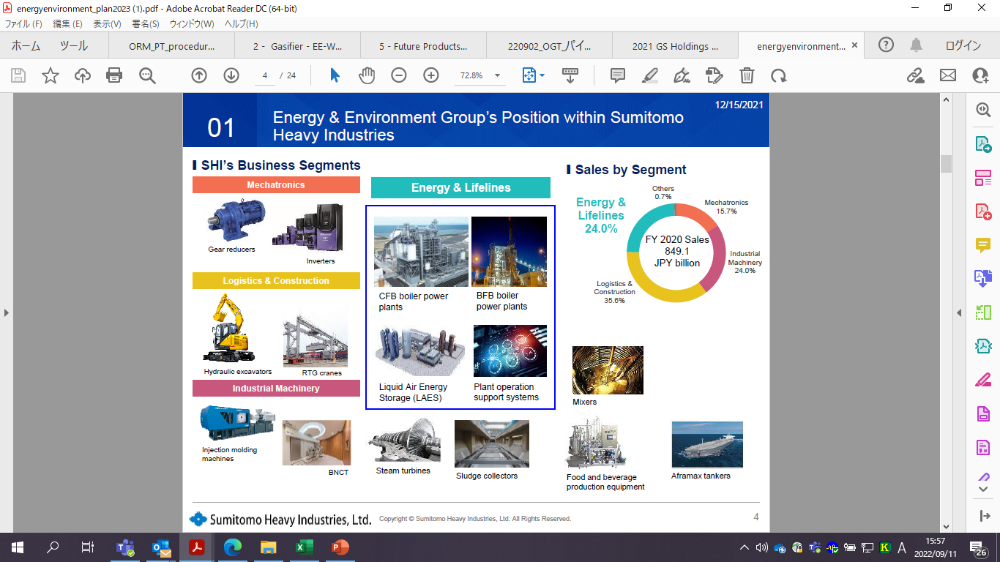 energyenvironment_plan2023 (1).pdf - Adobe Acrobat Reader DC (64-bit)
ファイル(F) 編集(E) 表示(V) 署名(S) ウィンドウ(W) ヘルプ(H)
ホーム ツール ORM_PT_procedur... 2 - Gasifier - EE-W... 5 - Future Products... 220902_OGT_パイ... 2021 GS Holdings ... energyenvironment... ログイン
4 / 24 72.8%
12/15/2021
01
Energy & Environment Group's Position within Sumitomo
Heavy Industries
SHI's Business Segments
Mechatronics
Gear reducers
Inverters
Logistics & Construction
Hydraulic excavators
RTG cranes
Industrial Machinery
Injection molding
machines
BNCT
Energy & Lifelines
CFB boiler power
plants
BFB boiler
power plants
Liquid Air Energy
Storage (LAES)
Plant operation
support systems
Steam turbines
Sludge collectors
Sales by Segment
Energy &
Lifelines
24.0%
Others
0.7%
Mechatronics
15.7%
FY 2020 Sales
849.1
JPY billion
Industrial
Machinery
24.0%
Logistics &
Construction
35.6%
Mixers
Food and beverage
production equipment
Aframax tankers
Sumitomo Heavy Industries, Ltd.
Copyright © Sumitomo Heavy Industries, Ltd. All Rights Reserved.
4
A
15:57
2022/09/11
26